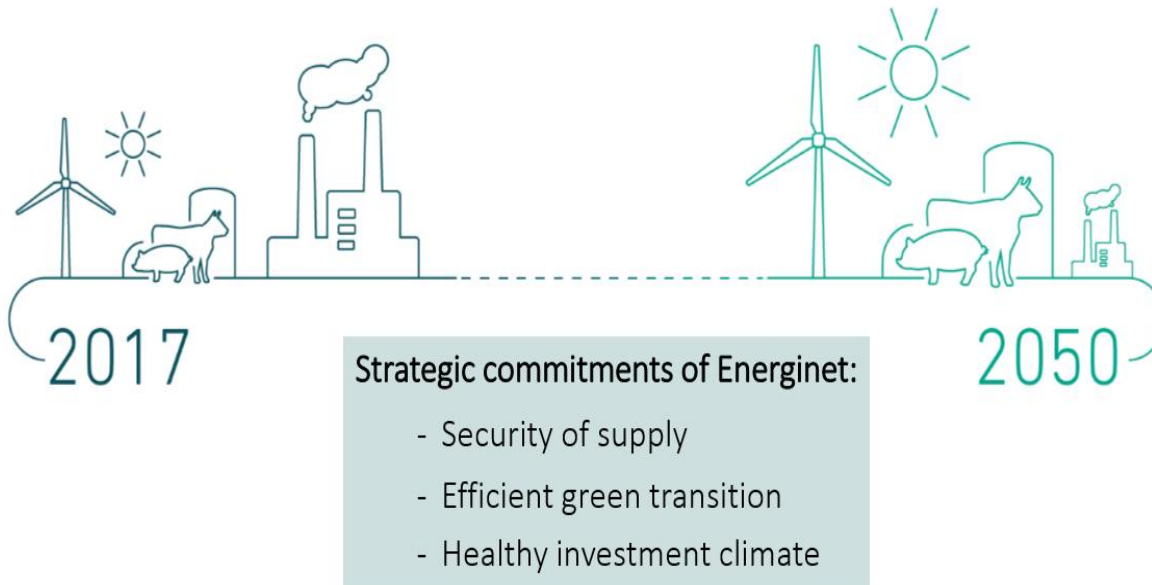 2017
2050
Strategic commitments of Energinet:
- Security of supply
- Efficient green transition
- Healthy investment climate